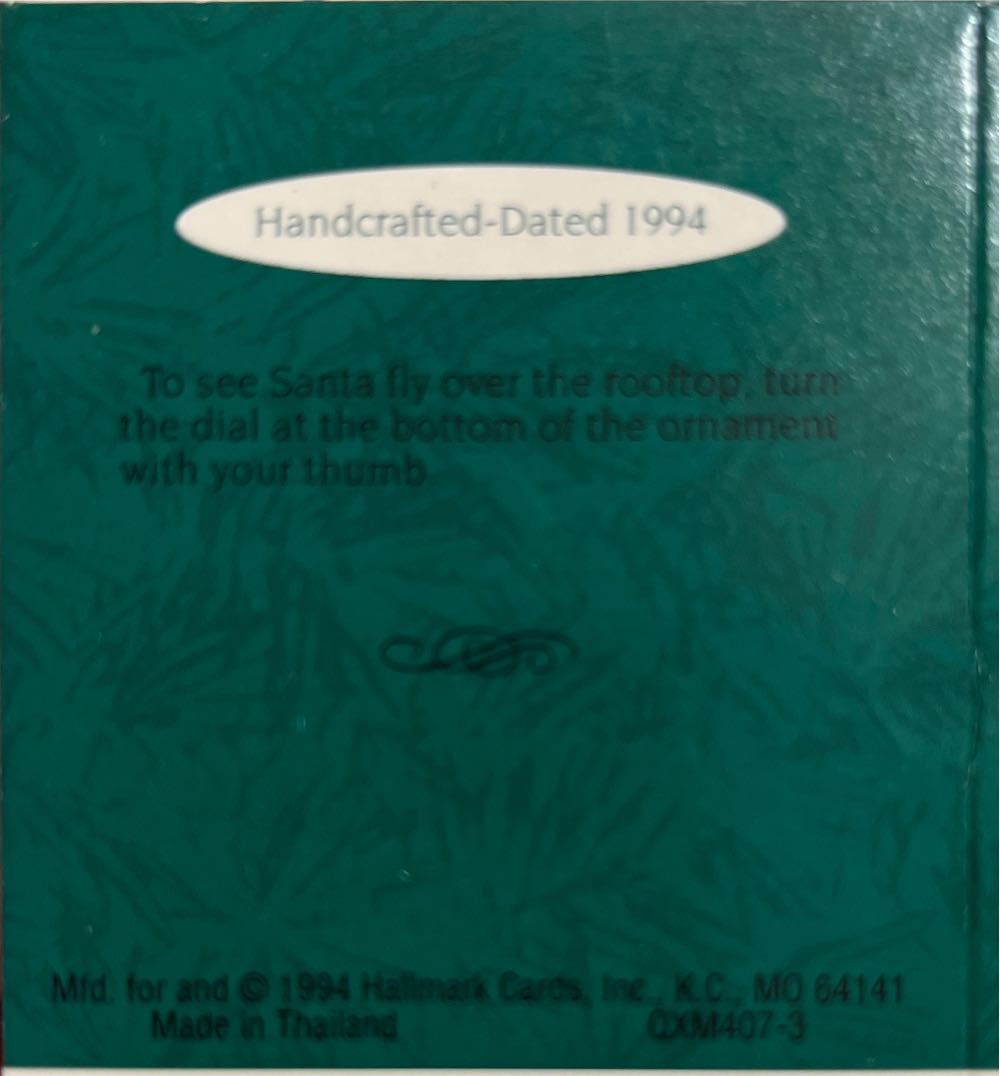 Handcrafted-Dated 1994
To see Santa fly over the rooftop, turn
the dial at the bottom of the ornament
with your thumb.
Mfd. for and © 1994 Hallmark Cards, Inc., K.C., MO 64141
Made in Thailand QXM407-3